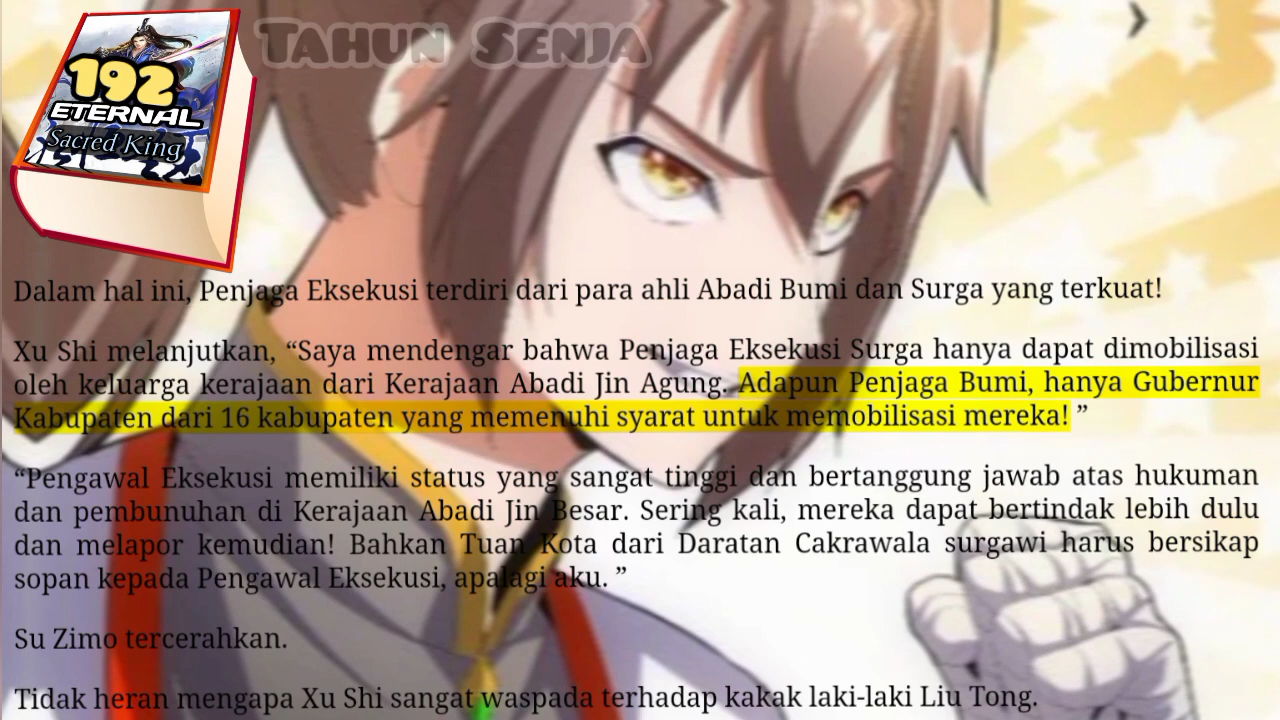 Tahun Senja
192
ETERNAL
Sacred King
Dalam hal ini, Penjaga Eksekusi terdiri dari para ahli Abadi Bumi dan Surga yang terkuat!
Xu Shi melanjutkan, “Saya mendengar bahwa Penjaga Eksekusi Surga hanya dapat dimobilisasi
oleh keluarga kerajaan dari Kerajaan Abadi Jin Agung. Adapun Penjaga Bumi, hanya Gubernur
Kabupaten dari 16 kabupaten yang memenuhi syarat untuk memobilisasi mereka! ”
“Pengawal Eksekusi memiliki status yang sangat tinggi dan bertanggung jawab atas hukuman
dan pembunuhan di Kerajaan Abadi Jin Besar. Sering kali, mereka dapat bertindak lebih dulu
dan melapor kemudian! Bahkan Tuan Kota dari Daratan Cakrawala surgawi harus bersikap
sopan kepada Pengawal Eksekusi, apalagi aku. ”
Su Zimo tercerahkan.
Tidak heran mengapa Xu Shi sangat waspada terhadap kakak laki-laki Liu Tong.